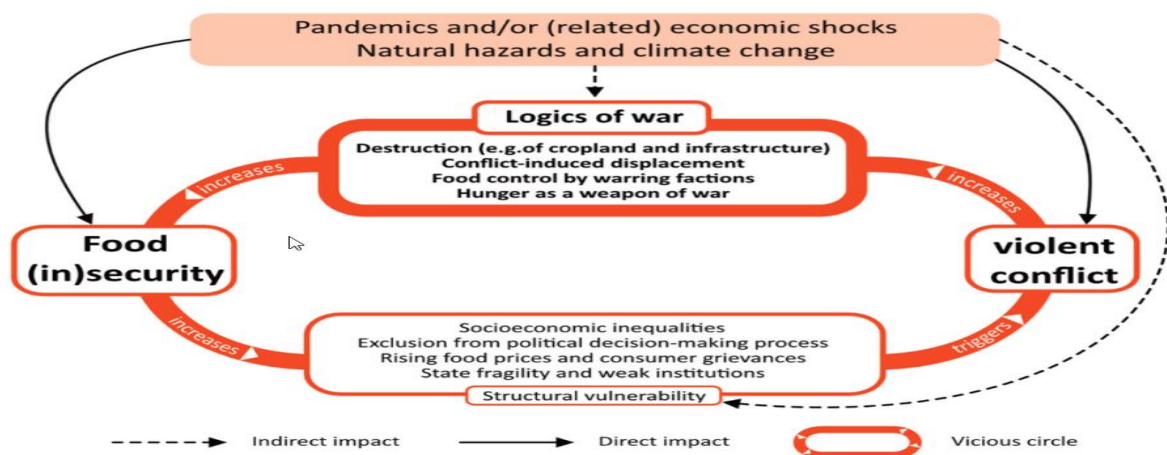 Pandemics and/or (related) economic shocks
Natural hazards and climate change
Logics of war
Destruction (e.g.of cropland and infrastructure)
Conflict-induced displacement
Food control by warring factions
Hunger as a weapon of war
increases
increases
Food
(in)security
violent
conflict
increases
triggers
Socioeconomic inequalities
Exclusion from political decision-making process
Rising food prices and consumer grievances
State fragility and weak institutions
Structural vulnerability
Indirect impact
Direct impact
Vicious circle